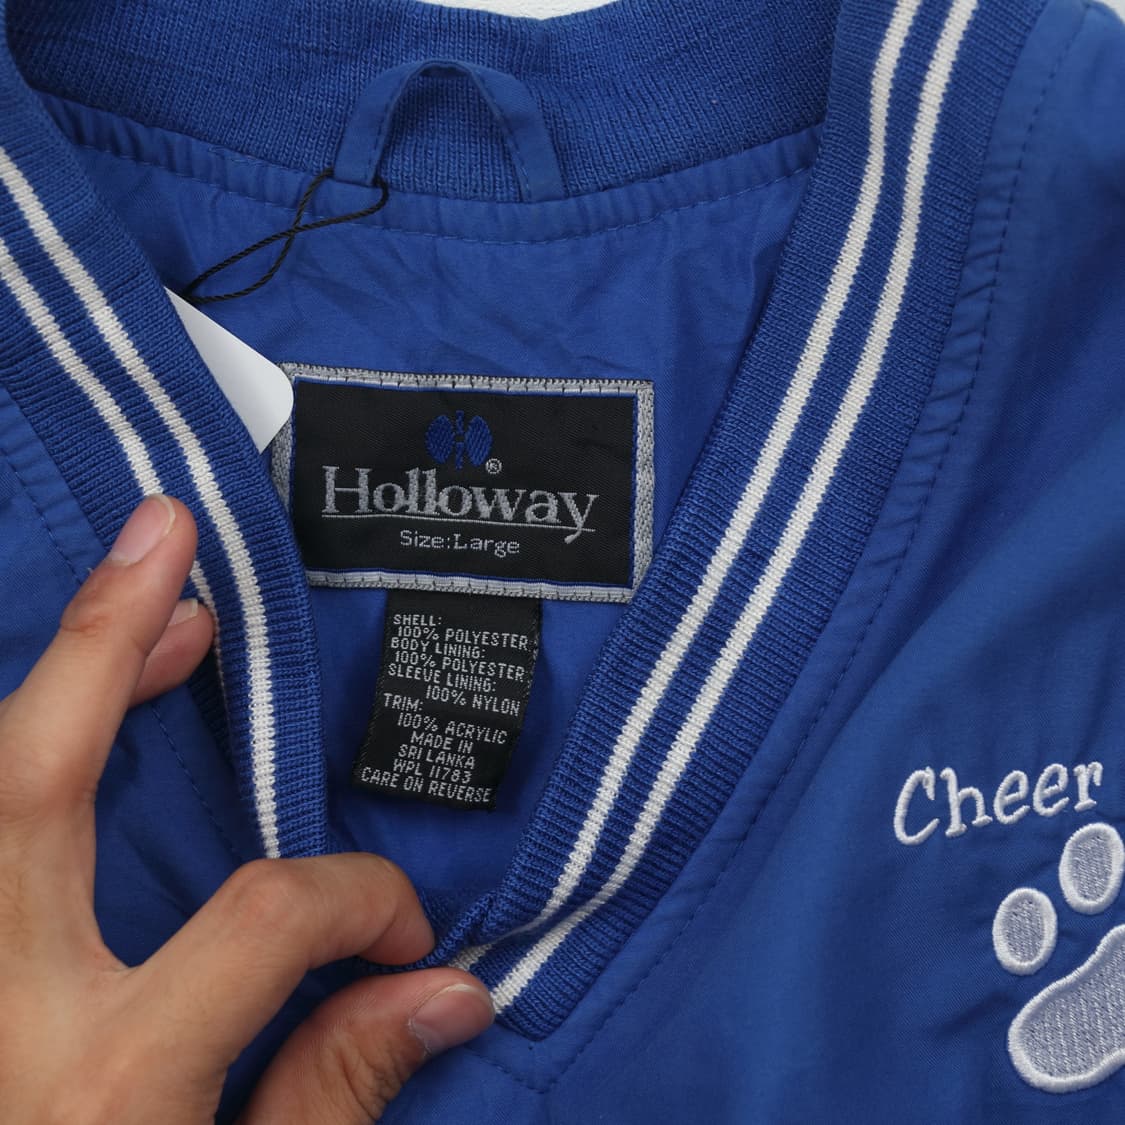 ®
Holloway
Size:Large
SHELL:
100% POLYESTER
BODY LINING:
100% POLYESTER
SLEEVE LINING:
100% NYLON
TRIM:
100% ACRYLIC
MADE IN
SRI LANKA
WPL 11783
CARE ON REVERSE
Cheer